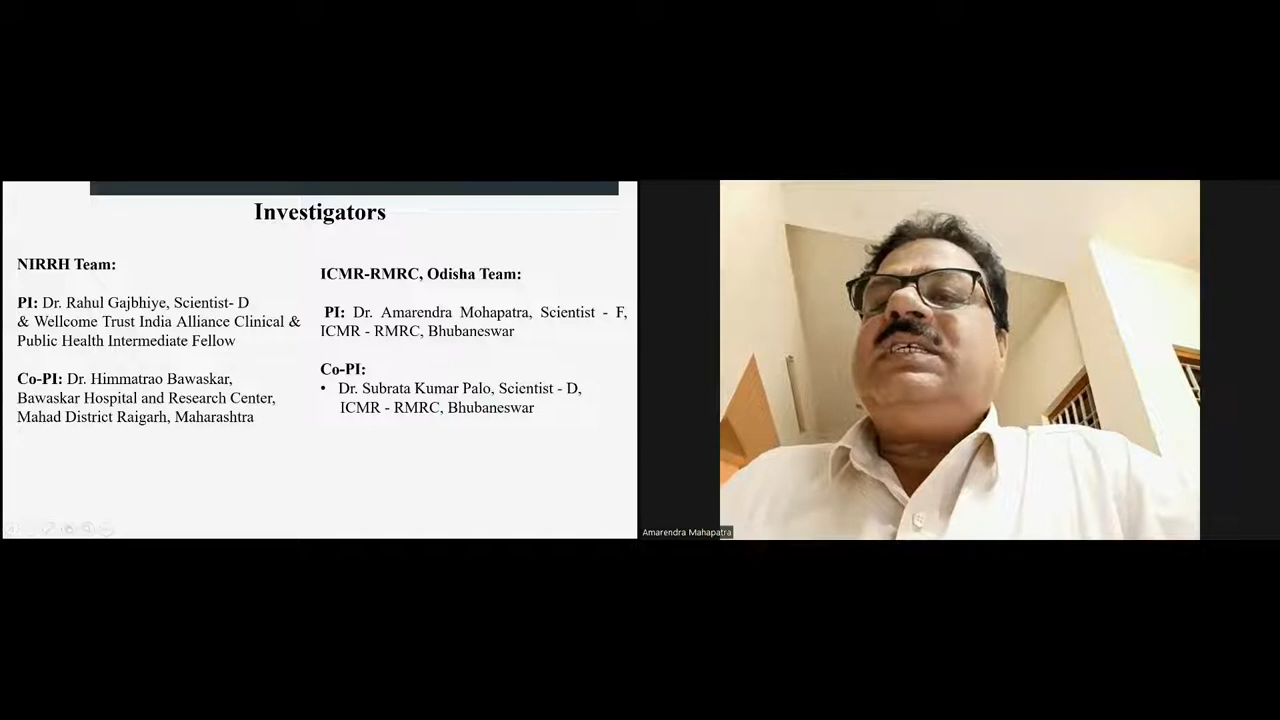 Investigators
NIRRH Team:
PI: Dr. Rahul Gajbhiye, Scientist- D
& Wellcome Trust India Alliance Clinical &
Public Health Intermediate Fellow
Co-PI: Dr. Himmatrao Bawaskar,
Bawaskar Hospital and Research Center,
Mahad District Raigarh, Maharashtra
ICMR-RMRC, Odisha Team:
PI: Dr. Amarendra Mohapatra, Scientist - F,
ICMR - RMRC, Bhubaneswar
Co-PI:
• Dr. Subrata Kumar Palo, Scientist - D,
ICMR - RMRC, Bhubaneswar
Amarendra Mahapatra